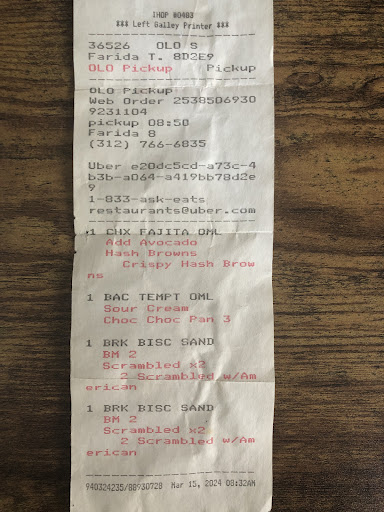 IHOP #0483
*** Left Galley Printer ***
36526 OLO S
Farida T. 8D2E9
OLO Pickup Pickup
OLO Pickup
Web Order 2538506930
9231104
pickup 08:50
Farida 8
(312) 766-6835
Uber e20dc5cd-a73c-4
b3b-a064-a419bb78d2e
9
1-833-ask-eats
restaurants@uber.com
1 CHX FAJITA OML
Add Avocado
Hash Browns
Crispy Hash Brow
ns
1 BAC TEMPT OML
Sour Cream
Choc Choc Pan 3
1 BRK BISC SAND
BM 2
Scrambled x2
2 Scrambled w/Am
erican
1 BRK BISC SAND
BM 2
Scrambled x2
2 Scrambled w/Am
erican
940324235/88930728 Mar 15, 2024 08:32AM